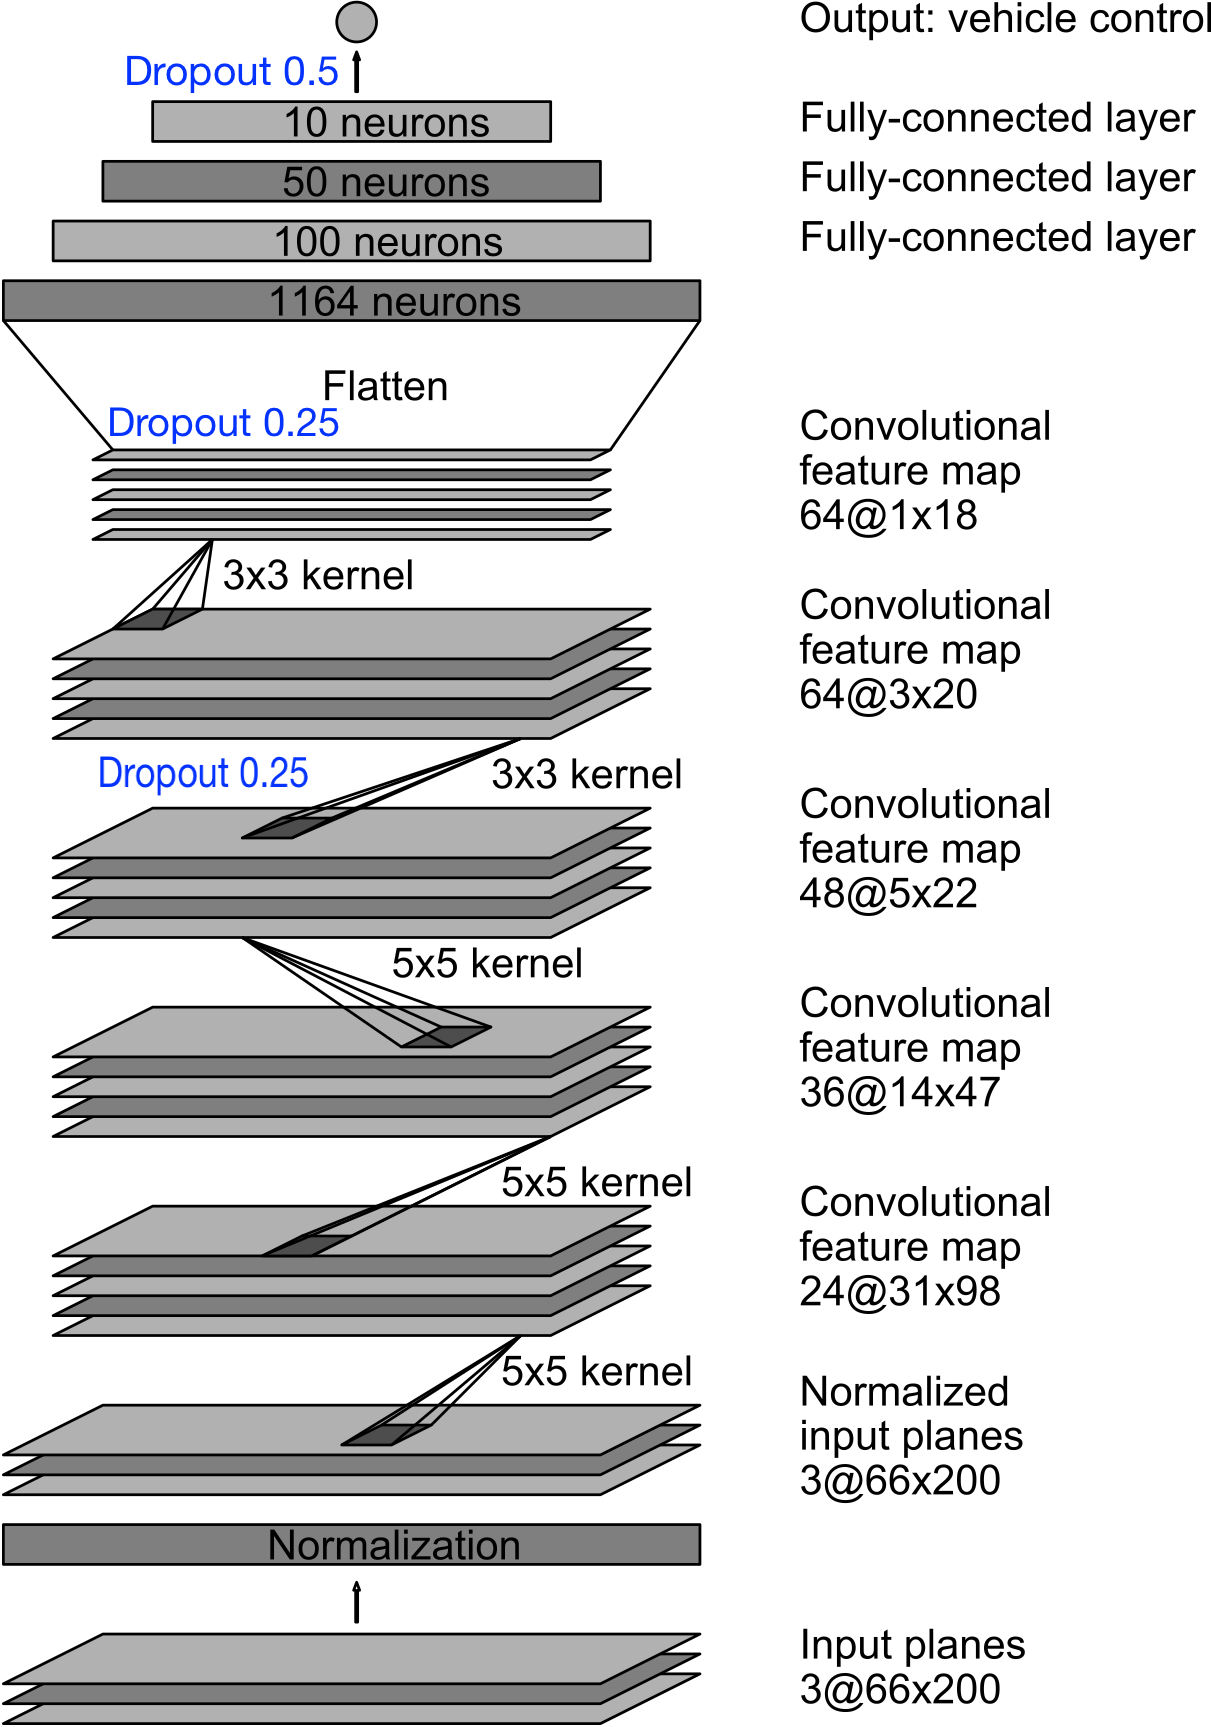 Output: vehicle control
Dropout 0.5
10 neurons
Fully-connected layer
50 neurons
Fully-connected layer
100 neurons
Fully-connected layer
1164 neurons
Flatten
Dropout 0.25
Convolutional
feature map
64@1x18
3x3 kernel
Convolutional
feature map
64@3x20
Dropout 0.25
3x3 kernel
Convolutional
feature map
48@5x22
5x5 kernel
Convolutional
feature map
36@14x47
5x5 kernel
Convolutional
feature map
24@31x98
5x5 kernel
Normalized
input planes
3@66x200
Normalization
Input planes
3@66x200